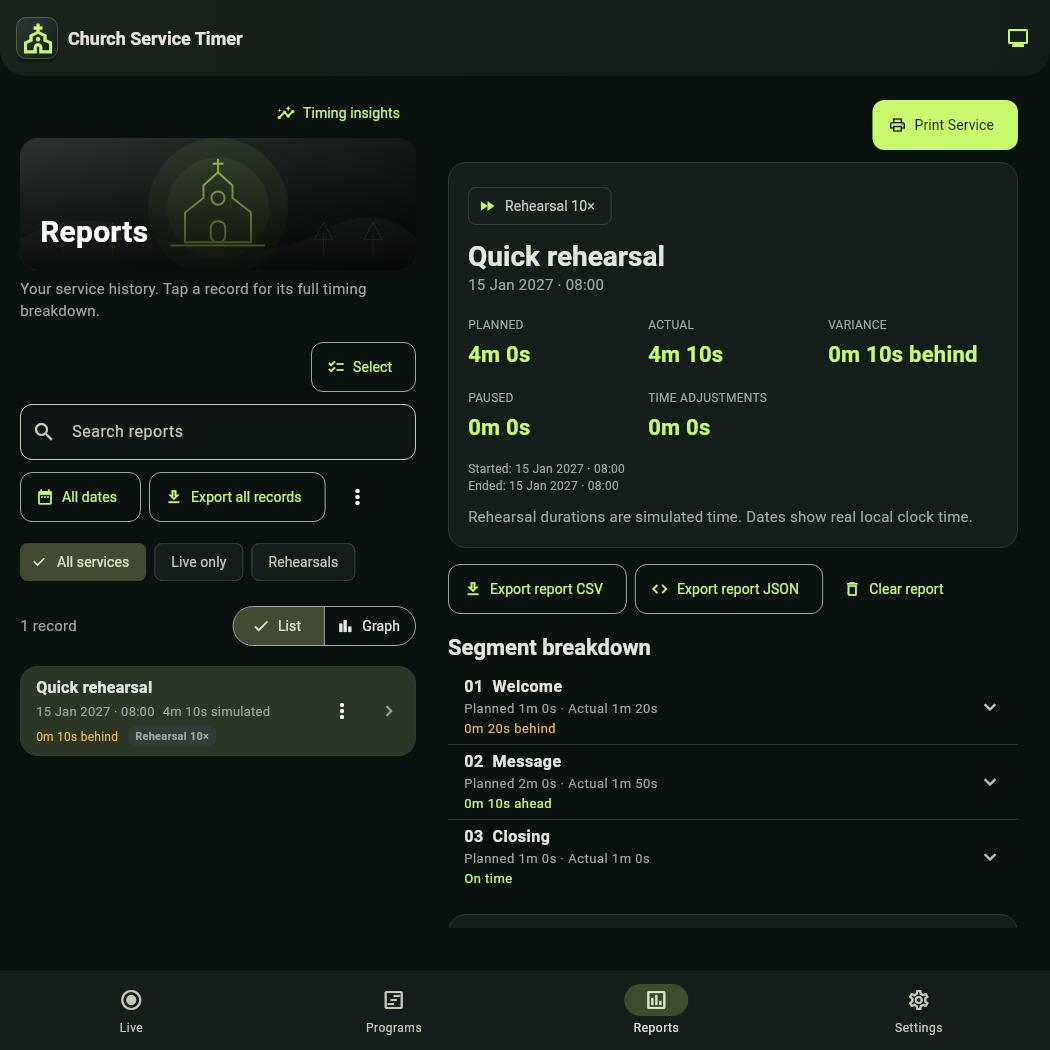 Church Service Timer
Timing insights
Reports
Your service history. Tap a record for its full timing
breakdown.
Select
Search reports
All dates
Export all records
All services
Live only
Rehearsals
1 record
List
Graph
Quick rehearsal
15 Jan 2027 · 08:00 4m 10s simulated
0m 10s behind
Rehearsal 10×
Print Service
Rehearsal 10×
Quick rehearsal
15 Jan 2027 · 08:00
PLANNED
4m 0s
ACTUAL
4m 10s
VARIANCE
0m 10s behind
PAUSED
0m 0s
TIME ADJUSTMENTS
0m 0s
Started: 15 Jan 2027 · 08:00
Ended: 15 Jan 2027 · 08:00
Rehearsal durations are simulated time. Dates show real local clock time.
Export report CSV
Export report JSON
Clear report
Segment breakdown
01 Welcome
Planned 1m 0s · Actual 1m 20s
0m 20s behind
02 Message
Planned 2m 0s · Actual 1m 50s
0m 10s ahead
03 Closing
Planned 1m 0s · Actual 1m 0s
On time
Live
Programs
Reports
Settings